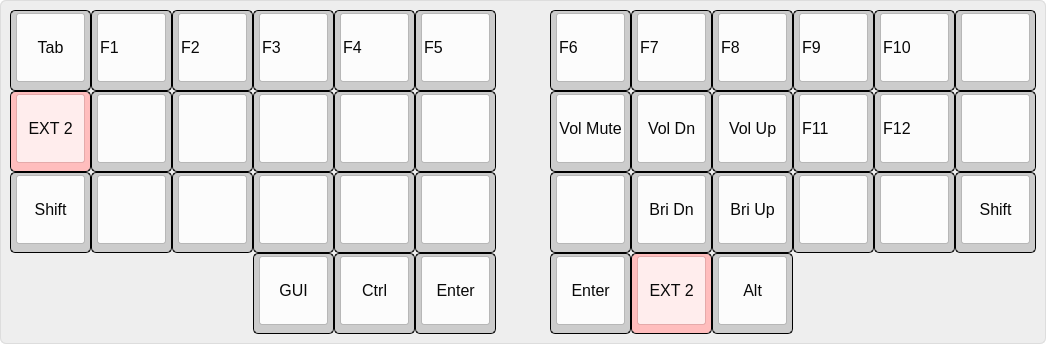 Tab F1 F2 F3 F4 F5 F6 F7 F8 F9 F10
EXT 2 Vol Mute Vol Dn Vol Up F11 F12
Shift Bri Dn Bri Up Shift
GUI Ctrl Enter Enter EXT 2 Alt